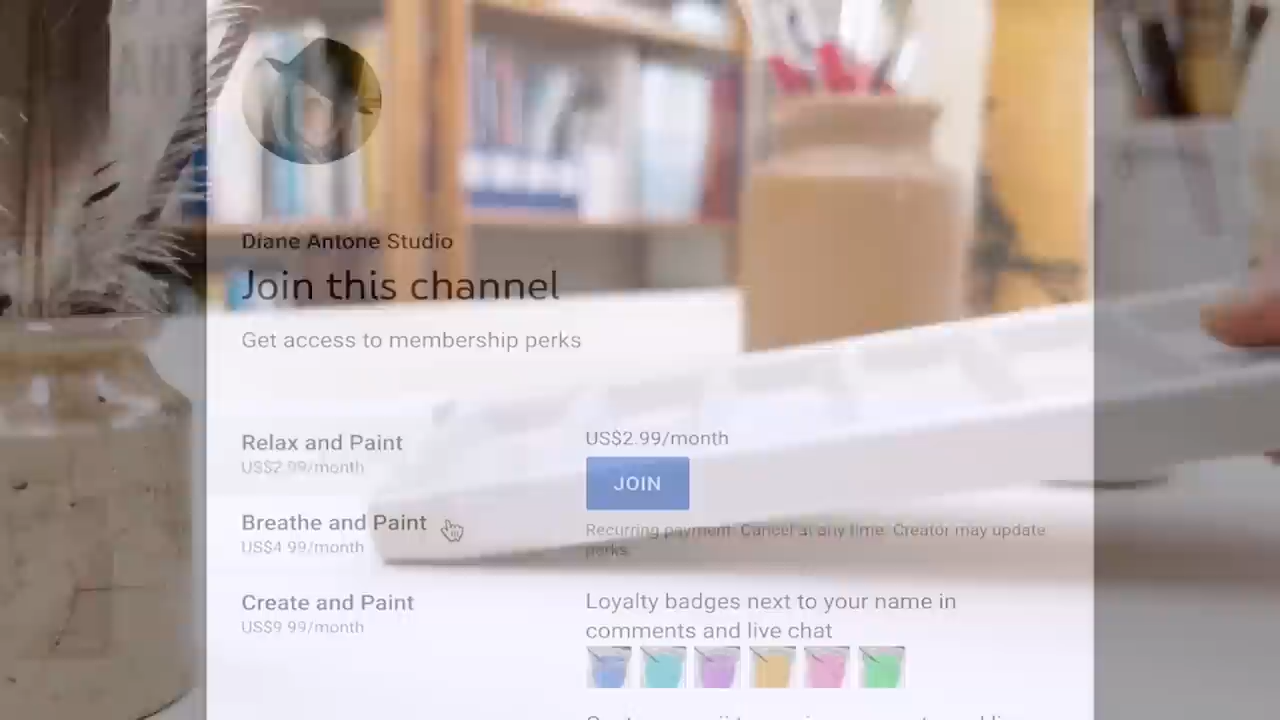 Diane Antone Studio
Join this channel
Get access to membership perks
Relax and Paint
US$2.99/month
Breathe and Paint
US$4.99/month
Create and Paint
US$9.99/month
US$2.99/month
JOIN
Recurring payment. Cancel at any time. Creator may update
perks.
Loyalty badges next to your name in
comments and live chat